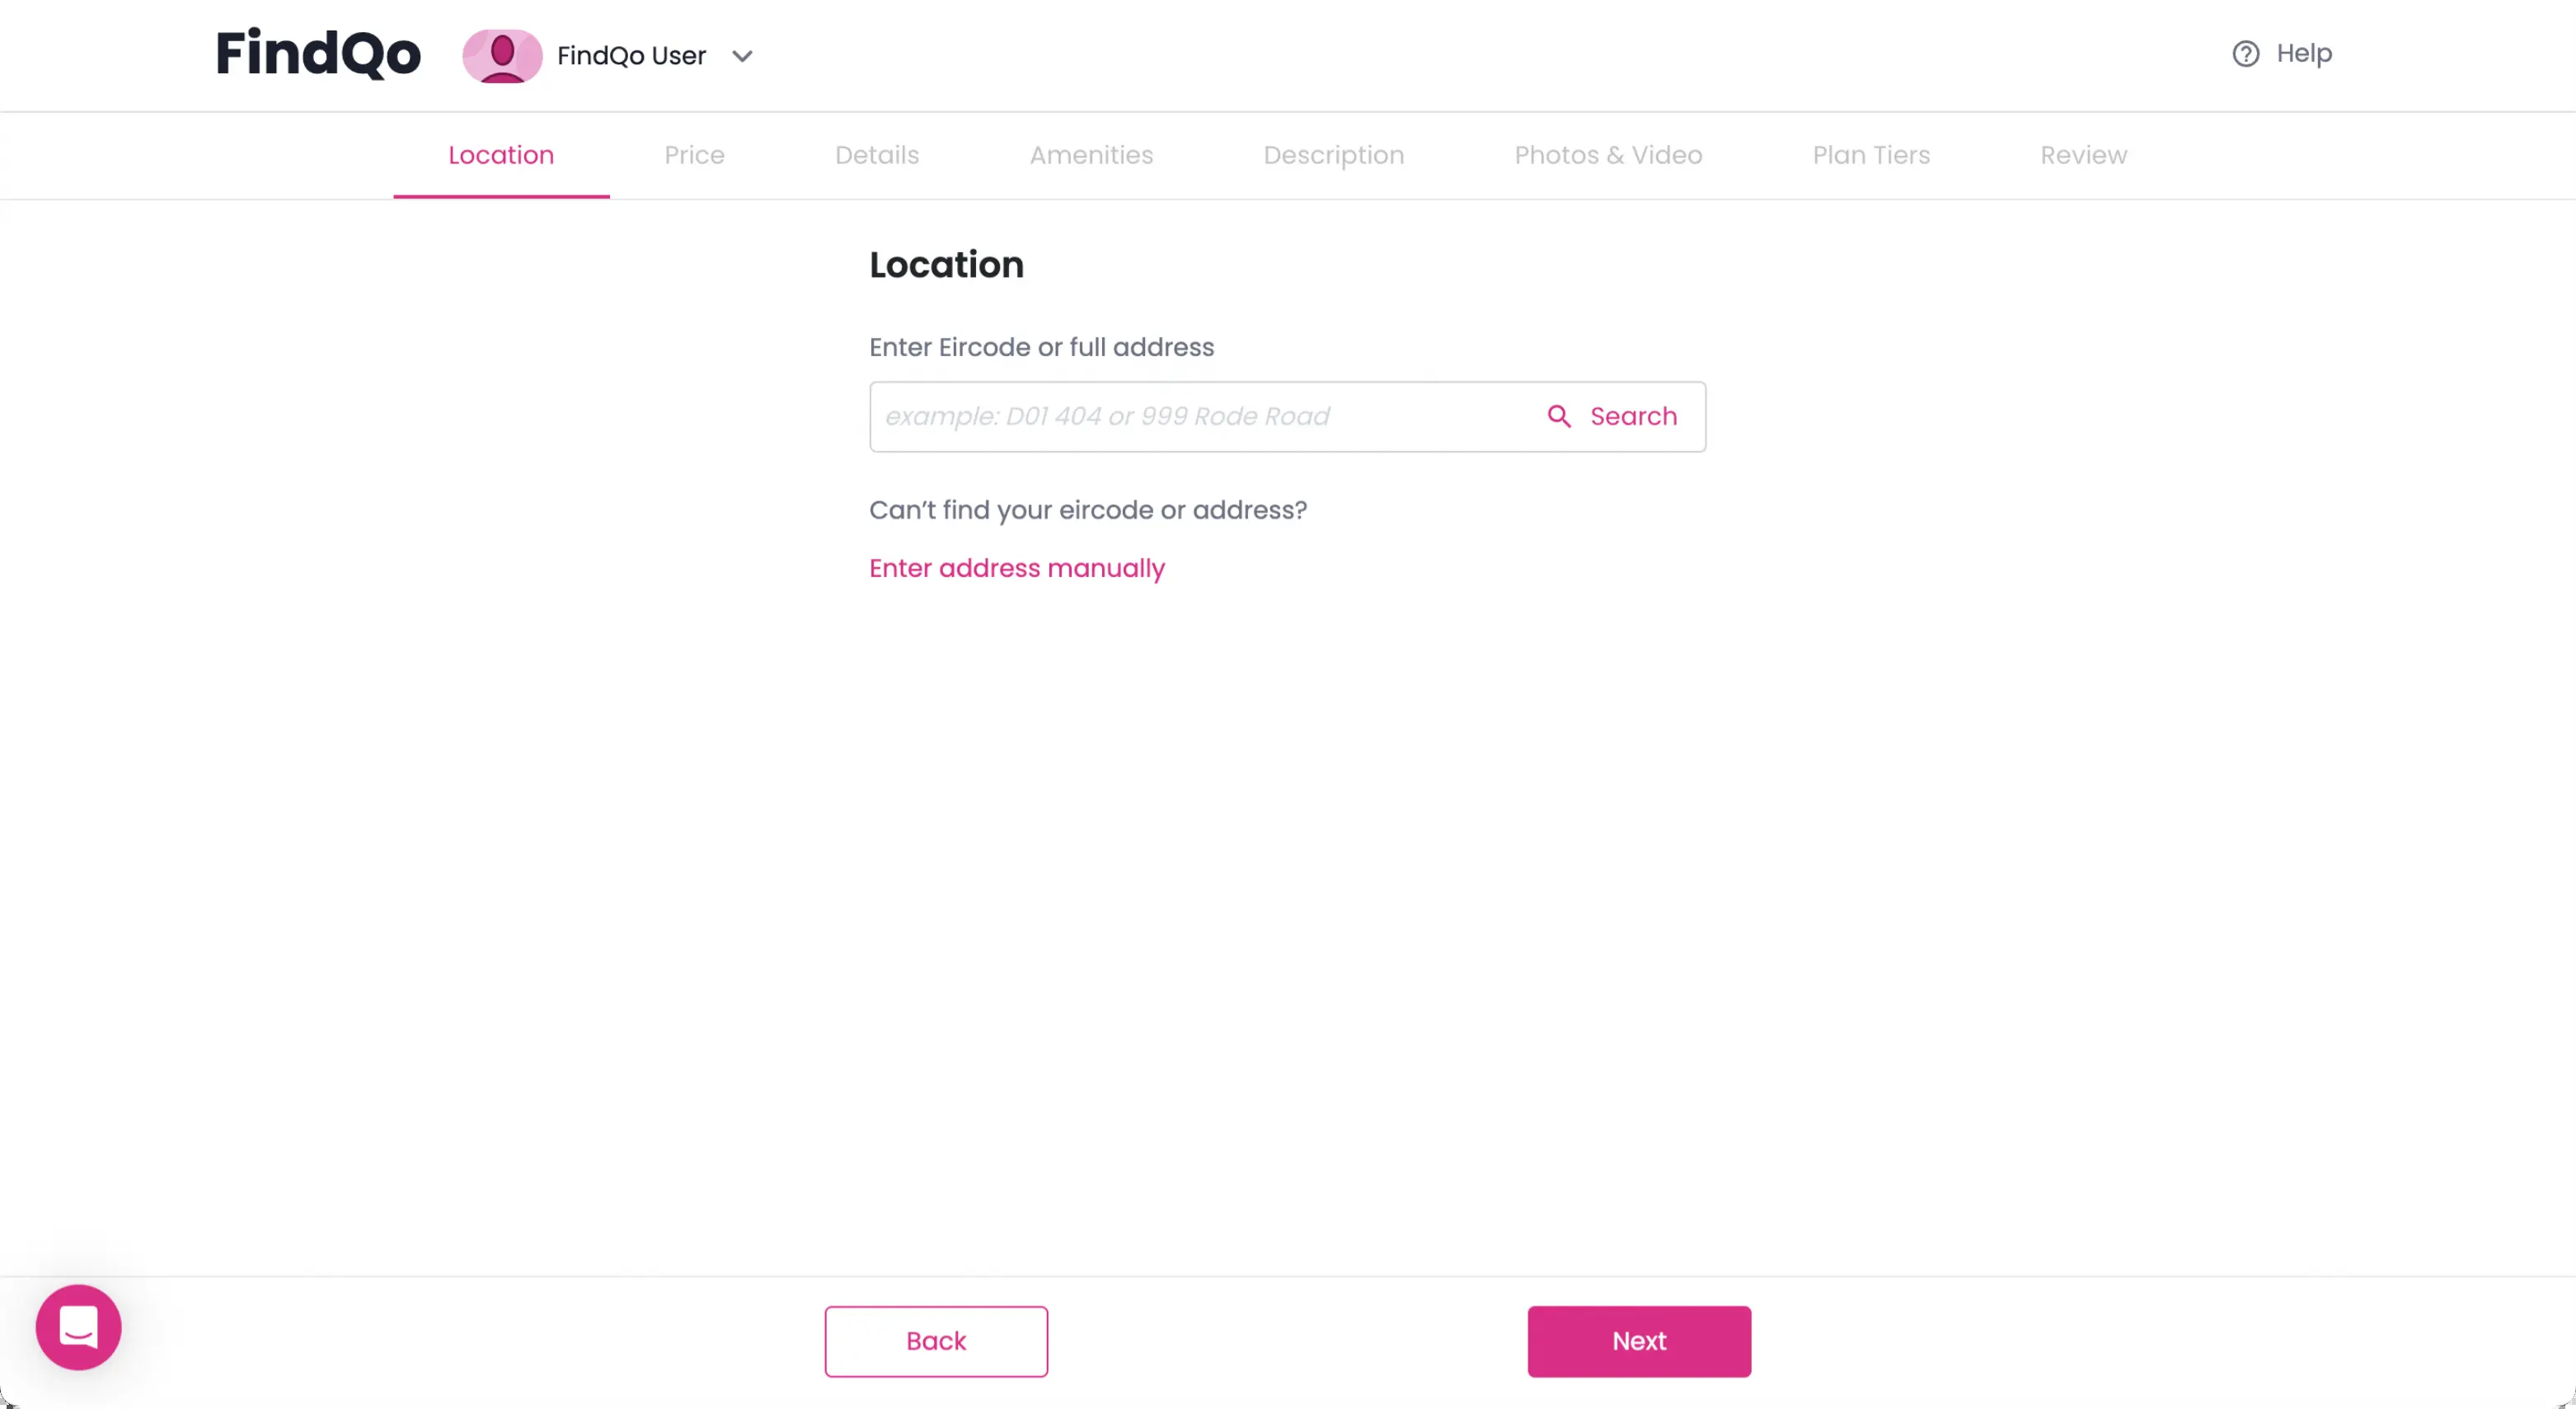 FindQo
FindQo User
Help
Location Price Details Amenities Description Photos & Video Plan Tiers Review
Location
Enter Eircode or full address
example: D01 404 or 999 Rode Road
Search
Can’t find your eircode or address?
Enter address manually
Back
Next